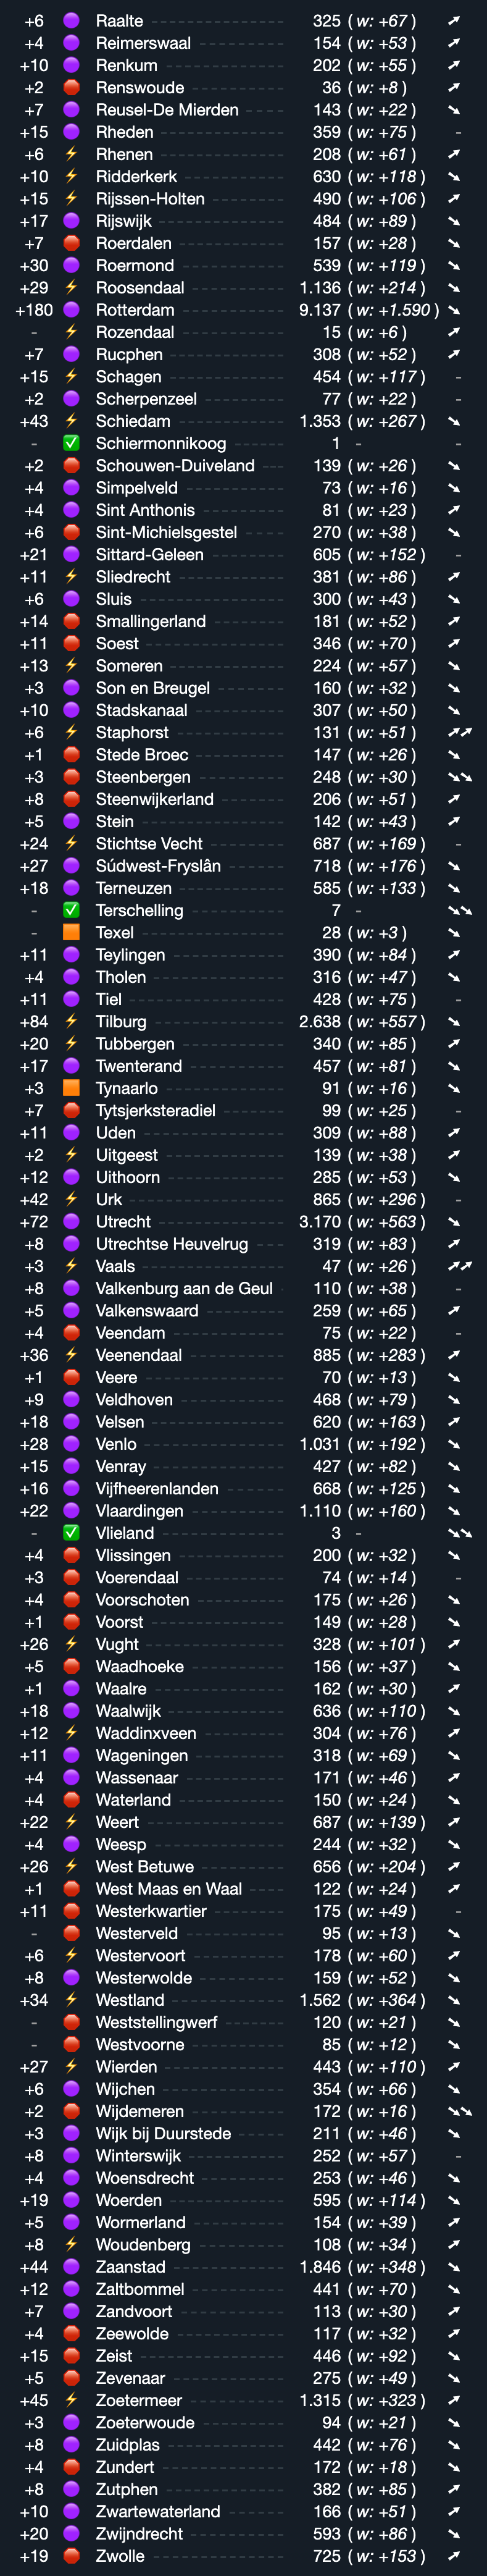 +6 🟣 Raalte 325 ( w: +67 )
+4 🟣 Reimerswaal 154 ( w: +53 )
+10 🟣 Renkum 202 ( w: +55 )
+2 🛑 Renswoude 36 ( w: +8 )
+7 🟣 Reusel-De Mierden 143 ( w: +22 )
+15 🟣 Rheden 359 ( w: +75 ) -
+6 ⚡ Rhenen 208 ( w: +61 )
+10 ⚡ Ridderkerk 630 ( w: +118 )
+15 ⚡ Rijssen-Holten 490 ( w: +106 )
+17 🟣 Rijswijk 484 ( w: +89 )
+7 🛑 Roerdalen 157 ( w: +28 )
+30 🟣 Roermond 539 ( w: +119 )
+29 ⚡ Roosendaal 1.136 ( w: +214 )
+180 🟣 Rotterdam 9.137 ( w: +1.590 )
- ⚡ Rozendaal 15 ( w: +6 )
+7 🟣 Rucphen 308 ( w: +52 )
+15 ⚡ Schagen 454 ( w: +117 ) -
+2 🟣 Scherpenzeel 77 ( w: +22 ) -
+43 ⚡ Schiedam 1.353 ( w: +267 )
- ✅ Schiermonnikoog 1 - -
+2 🛑 Schouwen-Duiveland 139 ( w: +26 )
+4 🟣 Simpelveld 73 ( w: +16 )
+4 🟣 Sint Anthonis 81 ( w: +23 )
+6 🛑 Sint-Michielsgestel 270 ( w: +38 )
+21 🟣 Sittard-Geleen 605 ( w: +152 ) -
+11 ⚡ Sliedrecht 381 ( w: +86 )
+6 🟣 Sluis 300 ( w: +43 )
+14 🛑 Smallingerland 181 ( w: +52 )
+11 🛑 Soest 346 ( w: +70 )
+13 ⚡ Someren 224 ( w: +57 )
+3 🟣 Son en Breugel 160 ( w: +32 )
+10 🟣 Stadskanaal 307 ( w: +50 )
+6 ⚡ Staphorst 131 ( w: +51 )
+1 🛑 Stede Broec 147 ( w: +26 )
+3 🛑 Steenbergen 248 ( w: +30 )
+8 🛑 Steenwijkerland 206 ( w: +51 )
+5 🟣 Stein 142 ( w: +43 )
+24 ⚡ Stichtse Vecht 687 ( w: +169 ) -
+27 🟣 Súdwest-Fryslân 718 ( w: +176 )
+18 🟣 Terneuzen 585 ( w: +133 )
- ✅ Terschelling 7 -
- 🟧 Texel 28 ( w: +3 )
+11 🟣 Teylingen 390 ( w: +84 )
+4 🟣 Tholen 316 ( w: +47 )
+11 🟣 Tiel 428 ( w: +75 ) -
+84 ⚡ Tilburg 2.638 ( w: +557 )
+20 ⚡ Tubbergen 340 ( w: +85 )
+17 🟣 Twenterand 457 ( w: +81 )
+3 🟧 Tynaarlo 91 ( w: +16 )
+7 🛑 Tytsjerksteradiel 99 ( w: +25 ) -
+11 🟣 Uden 309 ( w: +88 )
+2 ⚡ Uitgeest 139 ( w: +38 )
+12 🟣 Uithoorn 285 ( w: +53 )
+42 ⚡ Urk 865 ( w: +296 ) -
+72 🟣 Utrecht 3.170 ( w: +563 )
+8 🟣 Utrechtse Heuvelrug 319 ( w: +83 )
+3 ⚡ Vaals 47 ( w: +26 )
+8 🟣 Valkenburg aan de Geul 110 ( w: +38 ) -
+5 🟣 Valkenswaard 259 ( w: +65 )
+4 🛑 Veendam 75 ( w: +22 ) -
+36 ⚡ Veenendaal 885 ( w: +283 )
+1 🛑 Veere 70 ( w: +13 )
+9 🟣 Veldhoven 468 ( w: +79 )
+18 🟣 Velsen 620 ( w: +163 )
+28 🟣 Venlo 1.031 ( w: +192 )
+15 🟣 Venray 427 ( w: +82 )
+16 🟣 Vijfheerenlanden 668 ( w: +125 )
+22 🟣 Vlaardingen 1.110 ( w: +160 )
- ✅ Vlieland 3 -
+4 🛑 Vlissingen 200 ( w: +32 )
+3 🛑 Voerendaal 74 ( w: +14 ) -
+4 🛑 Voorschoten 175 ( w: +26 )
+1 🛑 Voorst 149 ( w: +28 )
+26 ⚡ Vught 328 ( w: +101 )
+5 🛑 Waadhoeke 156 ( w: +37 )
+1 🟣 Waalre 162 ( w: +30 )
+18 🟣 Waalwijk 636 ( w: +110 )
+12 ⚡ Waddinxveen 304 ( w: +76 )
+11 🟣 Wageningen 318 ( w: +69 )
+4 🟣 Wassenaar 171 ( w: +46 )
+4 🛑 Waterland 150 ( w: +24 )
+22 ⚡ Weert 687 ( w: +139 )
+4 🟣 Weesp 244 ( w: +32 )
+26 ⚡ West Betuwe 656 ( w: +204 )
+1 🛑 West Maas en Waal 122 ( w: +24 )
+11 🛑 Westerkwartier 175 ( w: +49 ) -
- 🛑 Westerveld 95 ( w: +13 )
+6 ⚡ Westervoort 178 ( w: +60 )
+8 🟣 Westerwolde 159 ( w: +52 )
+34 ⚡ Westland 1.562 ( w: +364 )
- 🛑 Weststellingwerf 120 ( w: +21 )
- 🛑 Westvoorne 85 ( w: +12 )
+27 ⚡ Wierden 443 ( w: +110 )
+6 🟣 Wijchen 354 ( w: +66 )
+2 🛑 Wijdemeren 172 ( w: +16 )
+3 🟣 Wijk bij Duurstede 211 ( w: +46 )
+8 🟣 Winterswijk 252 ( w: +57 ) -
+4 🟣 Woensdrecht 253 ( w: +46 )
+19 🟣 Woerden 595 ( w: +114 )
+5 🟣 Wormerland 154 ( w: +39 )
+8 ⚡ Woudenberg 108 ( w: +34 )
+44 🟣 Zaanstad 1.846 ( w: +348 )
+12 🟣 Zaltbommel 441 ( w: +70 )
+7 🟣 Zandvoort 113 ( w: +30 )
+4 🛑 Zeewolde 117 ( w: +32 )
+15 🛑 Zeist 446 ( w: +92 )
+5 🛑 Zevenaar 275 ( w: +49 )
+45 ⚡ Zoetermeer 1.315 ( w: +323 )
+3 🟣 Zoeterwoude 94 ( w: +21 )
+8 🟣 Zuidplas 442 ( w: +76 )
+4 🛑 Zundert 172 ( w: +18 )
+8 🟣 Zutphen 382 ( w: +85 )
+10 🟣 Zwartewaterland 166 ( w: +51 )
+20 🟣 Zwijndrecht 593 ( w: +86 )
+19 🛑 Zwolle 725 ( w: +153 )